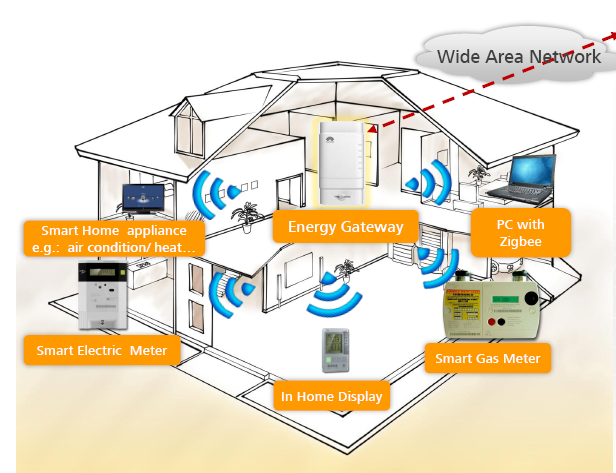 Wide Area Network
Energy Gateway
Smart Home appliance
e.g.: air condition/ heat…
PC with
Zigbee
Smart Electric Meter
Smart Gas Meter
In Home Display